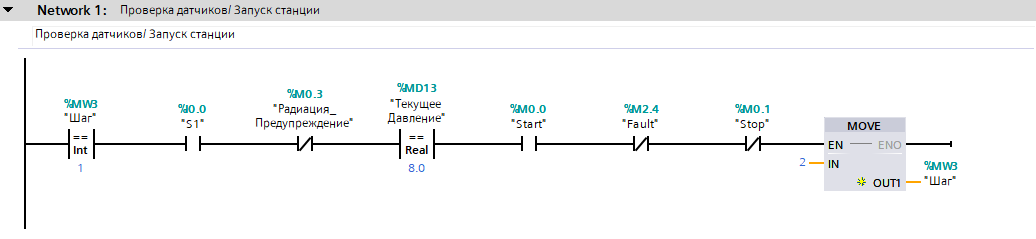 Network 1: Проверка датчиков/ Запуск станции
Проверка датчиков/ Запуск станции
%MW3
"Шаг"
==
Int
1
%I0.0
"S1"
%M0.3
"Радиация_
Предупреждение"
%MD13
"Текущее
Давление"
==
Real
8.0
%M0.0
"Start"
%M2.4
"Fault"
%M0.1
"Stop"
MOVE
EN ENO
2 IN
OUT1
%MW3
"Шаг"